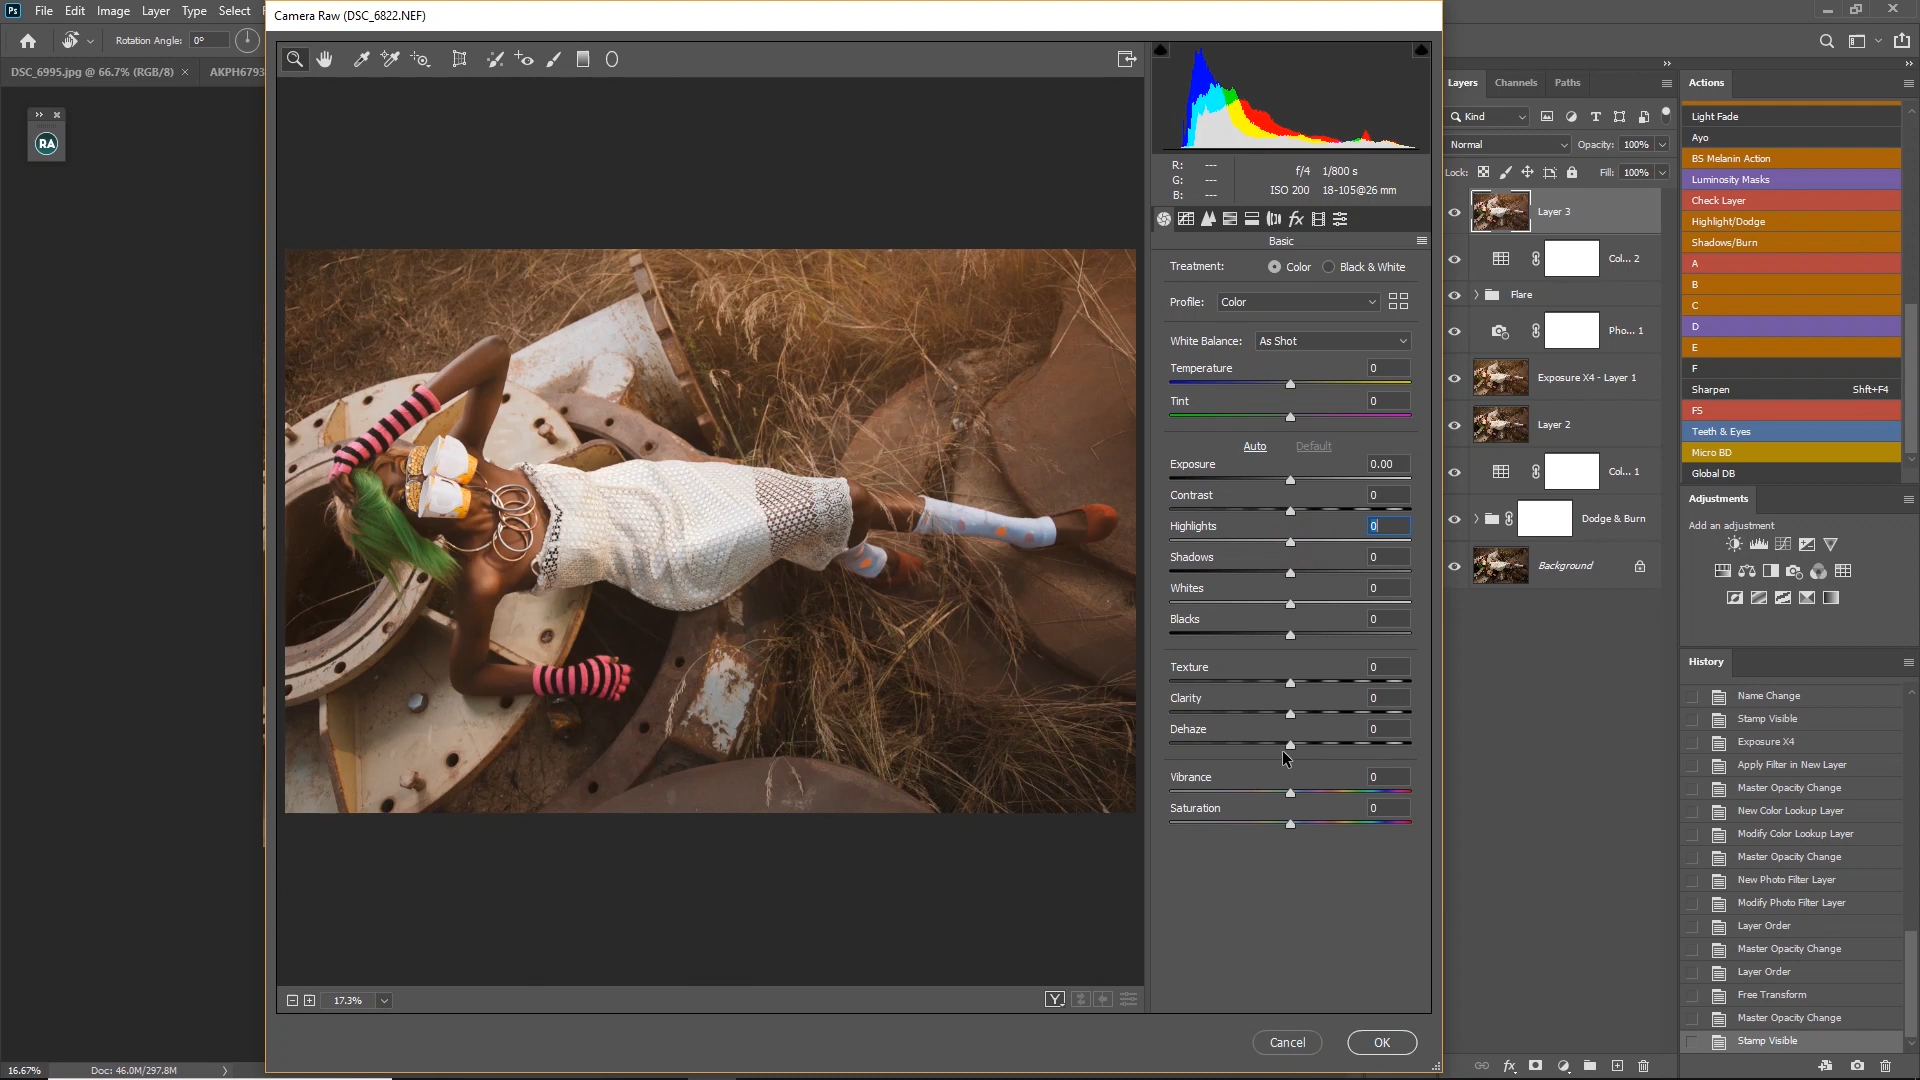 Ps File Edit Image Layer Type Select
Camera Raw (DSC_6822.NEF)
Rotation Angle: 0°
DSC_6995.jpg @ 66.7% (RGB/8) × AKPH6793
RA
R: ---
G: ---
B: ---
f/4 1/800 s
ISO 200 18-105@26 mm
Basic
Treatment: Color Black & White
Profile: Color
White Balance: As Shot
Temperature 0
Tint 0
Auto Default
Exposure 0.00
Contrast 0
Highlights 0
Shadows 0
Whites 0
Blacks 0
Texture 0
Clarity 0
Dehaze 0
Vibrance 0
Saturation 0
17.3%
Y
Cancel OK
16.67% Doc: 46.0M/297.8M
Layers Channels Paths
Kind
Normal Opacity: 100%
Lock: Fill: 100%
Layer 3
Col... 2
Flare
Pho... 1
Exposure X4 - Layer 1
Layer 2
Col... 1
Dodge & Burn
Background
fx
Actions
Light Fade
Ayo
BS Melanin Action
Luminosity Masks
Check Layer
Highlight/Dodge
Shadows/Burn
A
B
C
D
E
F
Sharpen Shft+F4
FS
Teeth & Eyes
Micro BD
Global DB
Adjustments
Add an adjustment
History
Name Change
Stamp Visible
Exposure X4
Apply Filter in New Layer
Master Opacity Change
New Color Lookup Layer
Modify Color Lookup Layer
Master Opacity Change
New Photo Filter Layer
Modify Photo Filter Layer
Layer Order
Master Opacity Change
Layer Order
Free Transform
Master Opacity Change
Stamp Visible